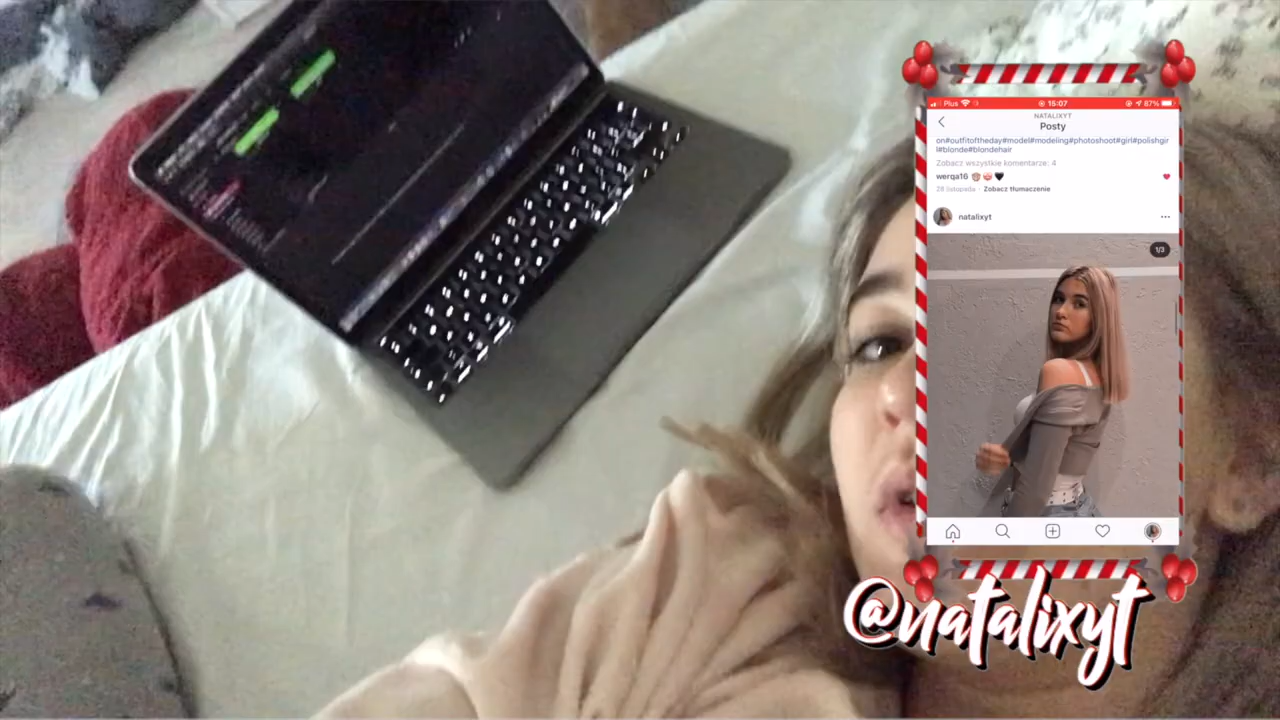 Plus
15:07
87%
NATALIXYT
Posty
on#outfitoftheday#model#modeling#photoshoot#girl#polishgir
l#blonde#blondehair
Zobacz wszystkie komentarze: 4
werqa16
28 listopada · Zobacz tłumaczenie
natalixyt
1/3
@natalixyt